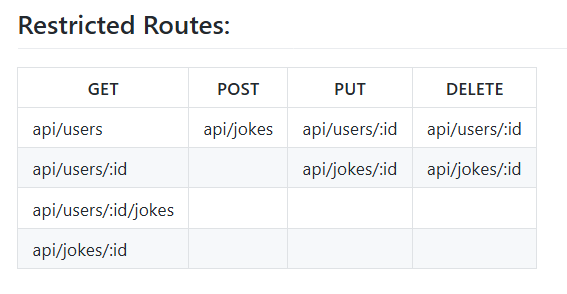 Restricted Routes:
GET POST PUT DELETE
api/users api/jokes api/users/:id api/users/:id
api/users/:id api/jokes/:id api/jokes/:id
api/users/:id/jokes
api/jokes/:id